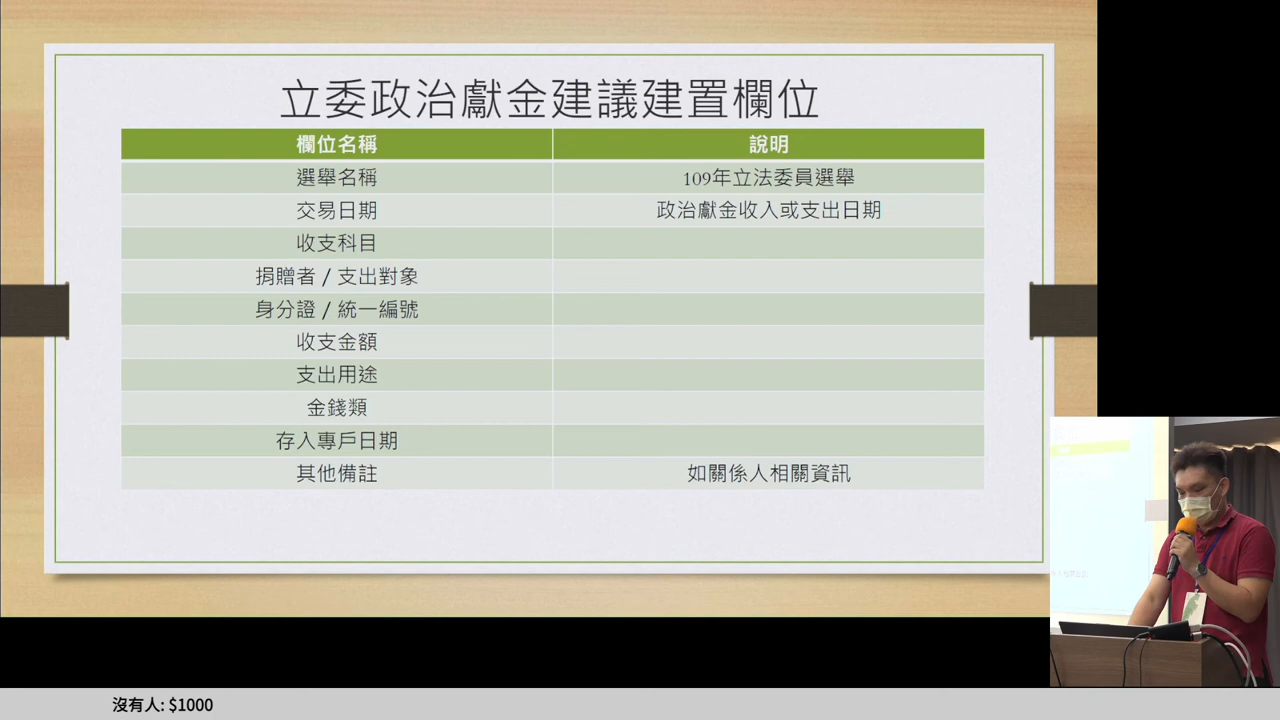 立委政治獻金建議建置欄位
欄位名稱 說明
選舉名稱 109年立法委員選舉
交易日期 政治獻金收入或支出日期
收支科目
捐贈者 / 支出對象
身分證 / 統一編號
收支金額
支出用途
金錢類
存入專戶日期
其他備註 如關係人相關資訊
沒有人: $1000